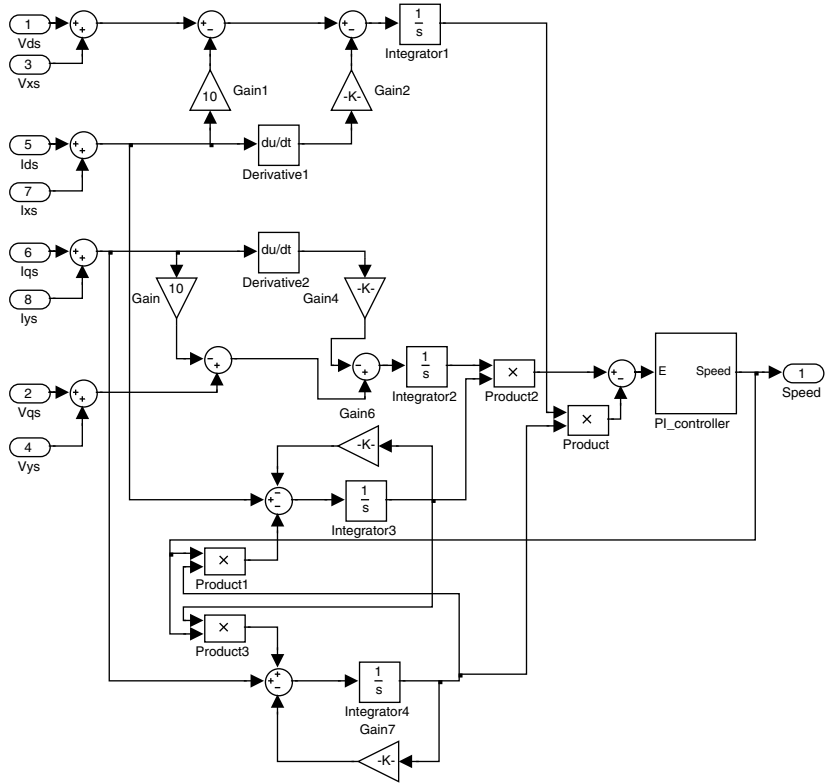 1
Vds
3
Vxs
+
+
+
−
+
−
1
s
Integrator1
10
Gain1
-K-
Gain2
5
Ids
7
Ixs
+
+
du/dt
Derivative1
6
Iqs
8
Iys
+
+
du/dt
Derivative2
Gain
10
Gain4
-K-
2
Vqs
4
Vys
+
+
−
+
−
+
1
s
Integrator2
×
Product2
×
Product
+
−
E
Speed
PI_controller
1
Speed
Gain6
-K-
+
−
−
1
s
Integrator3
×
Product1
×
Product3
+
+
−
1
s
Integrator4
Gain7
-K-